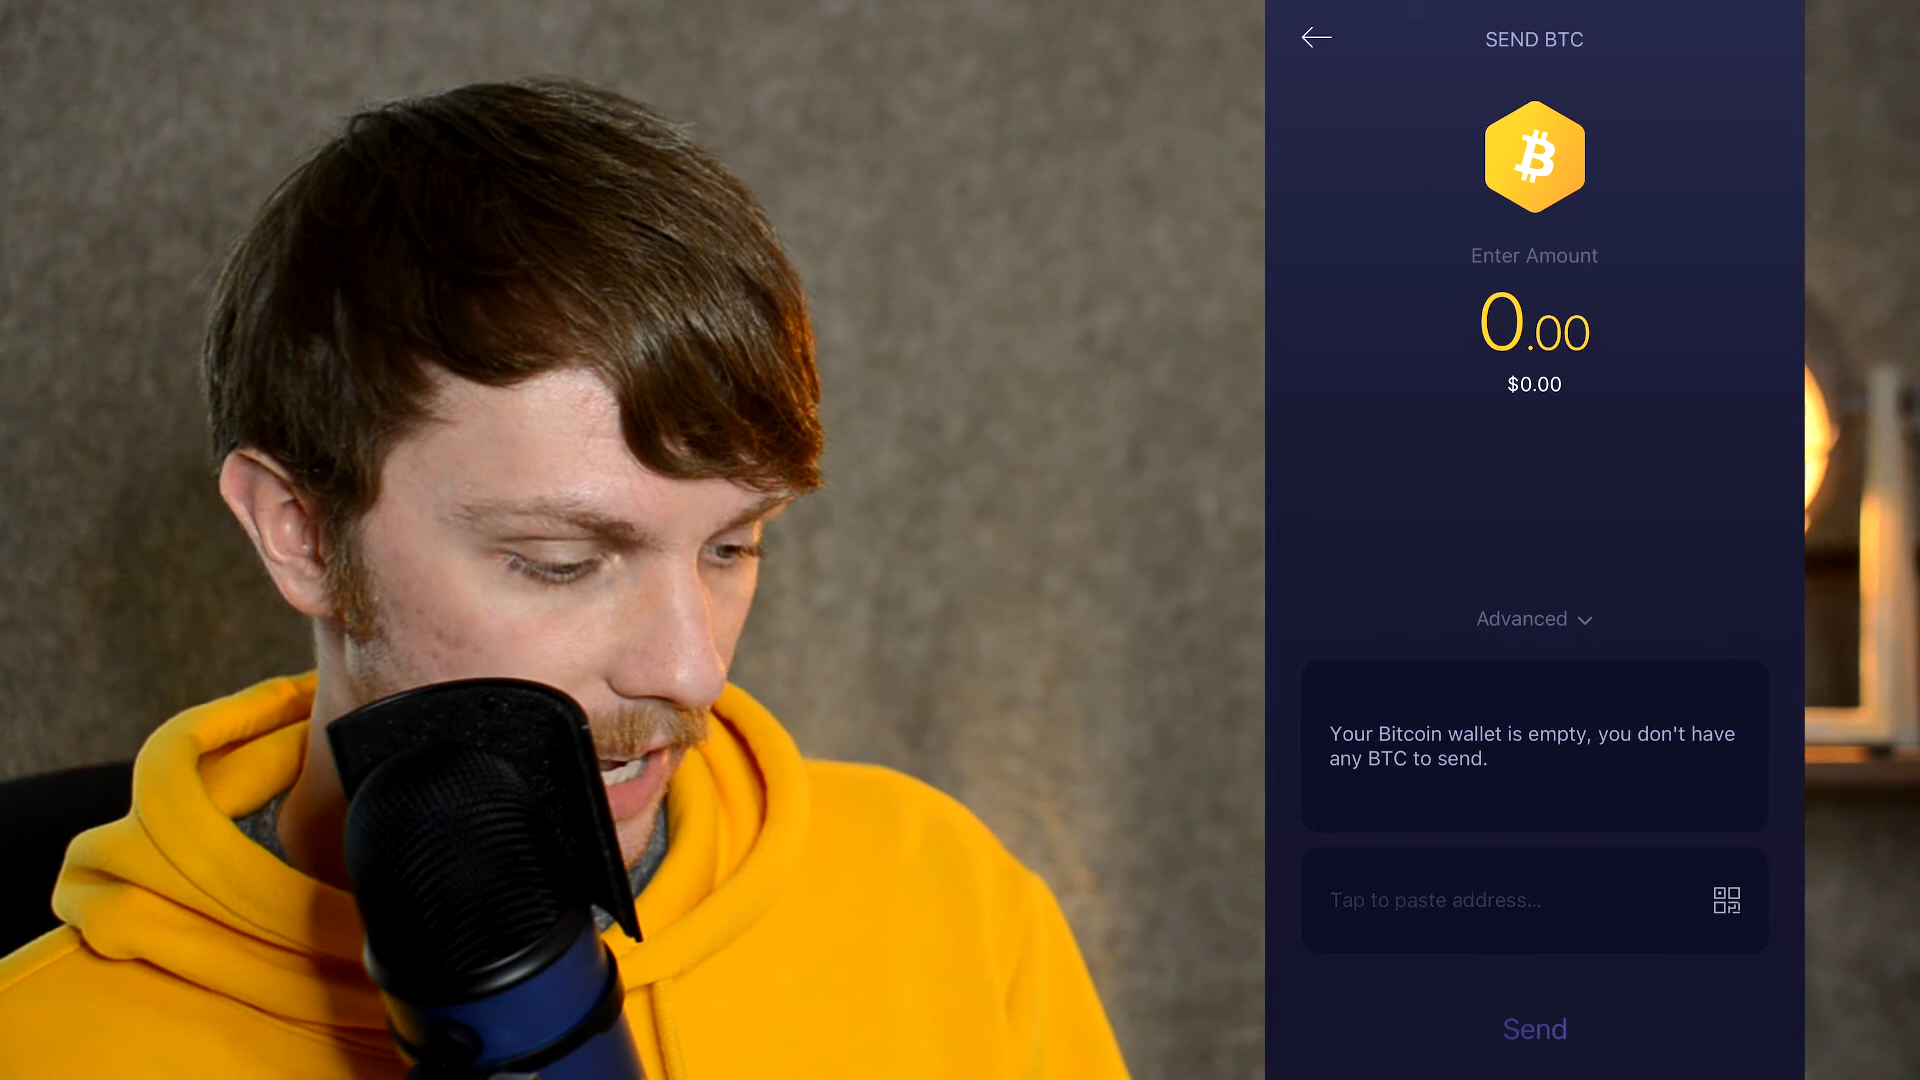 SEND BTC
Enter Amount
0.00
$0.00
Advanced
Your Bitcoin wallet is empty, you don't have
any BTC to send.
Tap to paste address...
Send